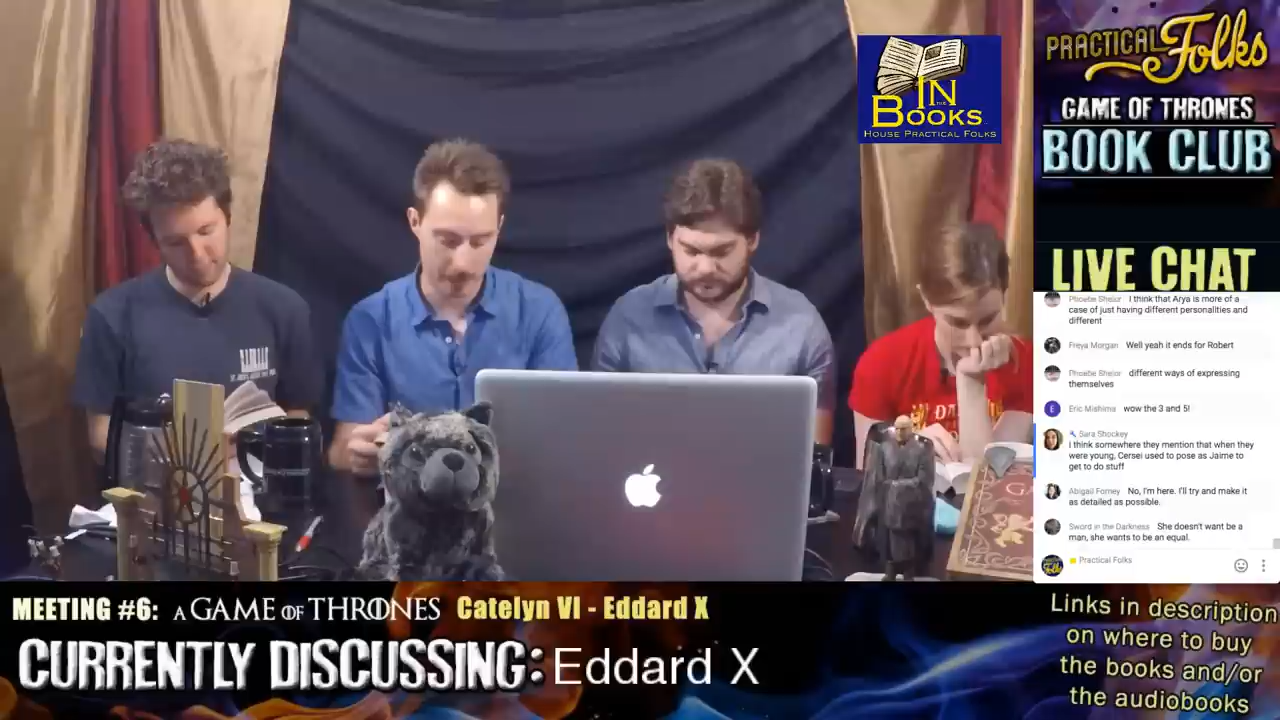 IN
THE
BOOKS
HOUSE PRACTICAL FOLKS
PRACTICAL Folks
GAME OF THRONES
BOOK CLUB
LIVE CHAT
Phoebe Shelor I think that Arya is more of a
case of just having different personalities and
different
Freya Morgan Well yeah it ends for Robert
Phoebe Shelor different ways of expressing
themselves
E Eric Mishima wow the 3 and 5!
Sara Shockey
i think somewhere they mention that when they
were young, Cersei used to pose as Jaime to
get to do stuff
Abigail Forney No, I'm here. I'll try and make it
as detailed as possible.
Sword in the Darkness She doesn't want be a
man, she wants to be an equal.
Practical Folks
MEETING #6: A GAME OF THRONES Catelyn VI - Eddard X
CURRENTLY DISCUSSING: Eddard X
Links in description
on where to buy
the books and/or
the audiobooks